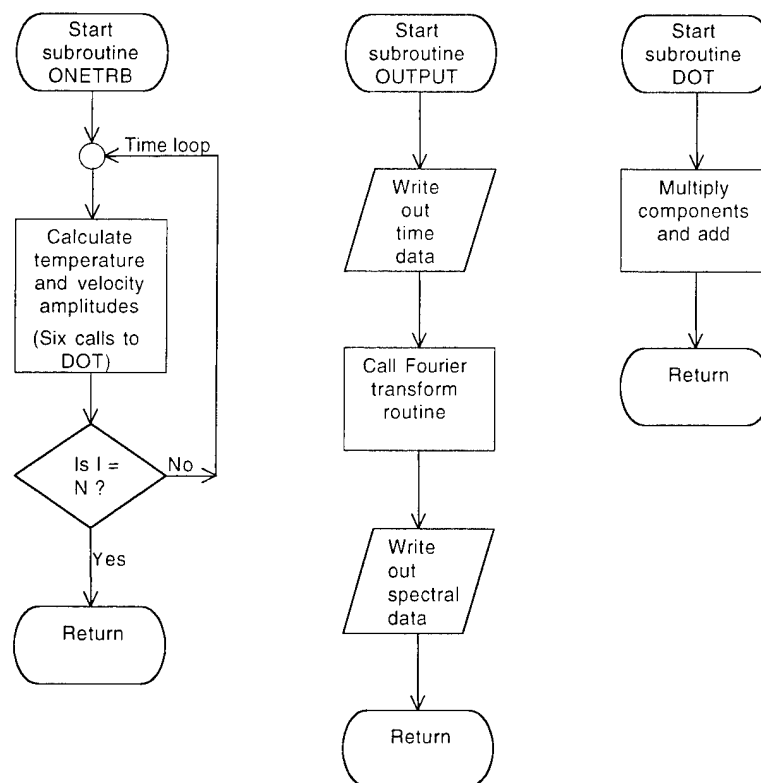 Start
subroutine
ONETRB
Time loop
Calculate
temperature
and velocity
amplitudes
(Six calls to
DOT)
Is I =
N ?
No
Yes
Return
Start
subroutine
OUTPUT
Write
out
time
data
Call Fourier
transform
routine
Write
out
spectral
data
Return
Start
subroutine
DOT
Multiply
components
and add
Return